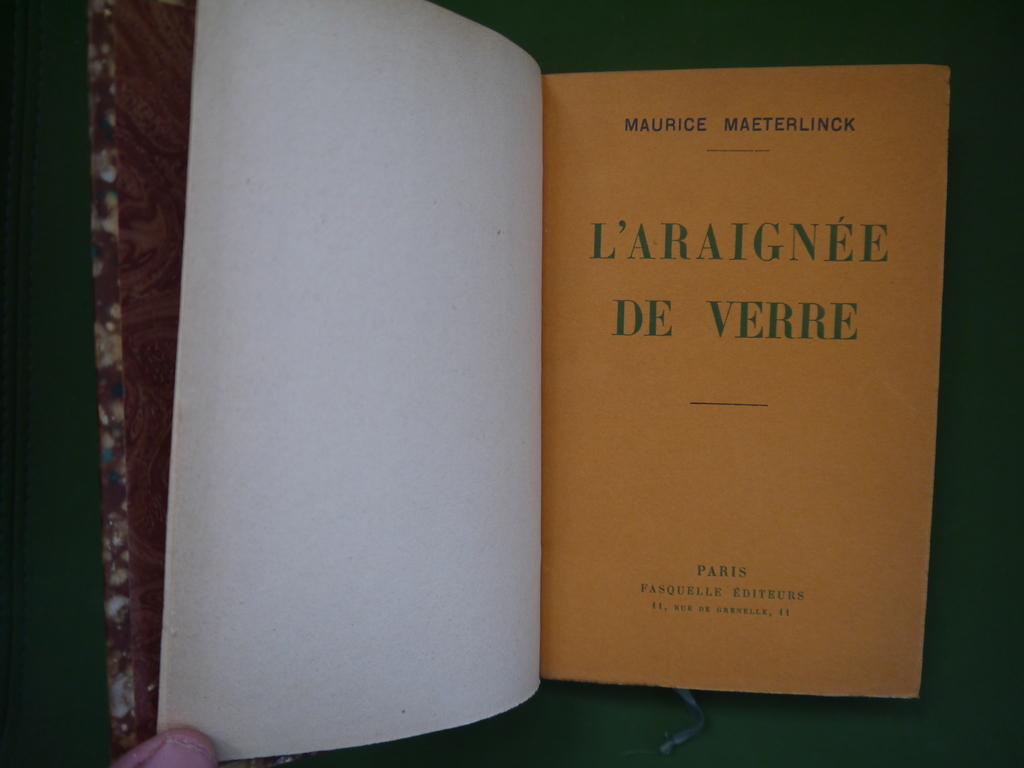 MAURICE MAETERLINCK
L'ARAIGNÉE
DE VERRE
PARIS
FASQUELLE ÉDITEURS
11, RUE DE GRENELLE, 11